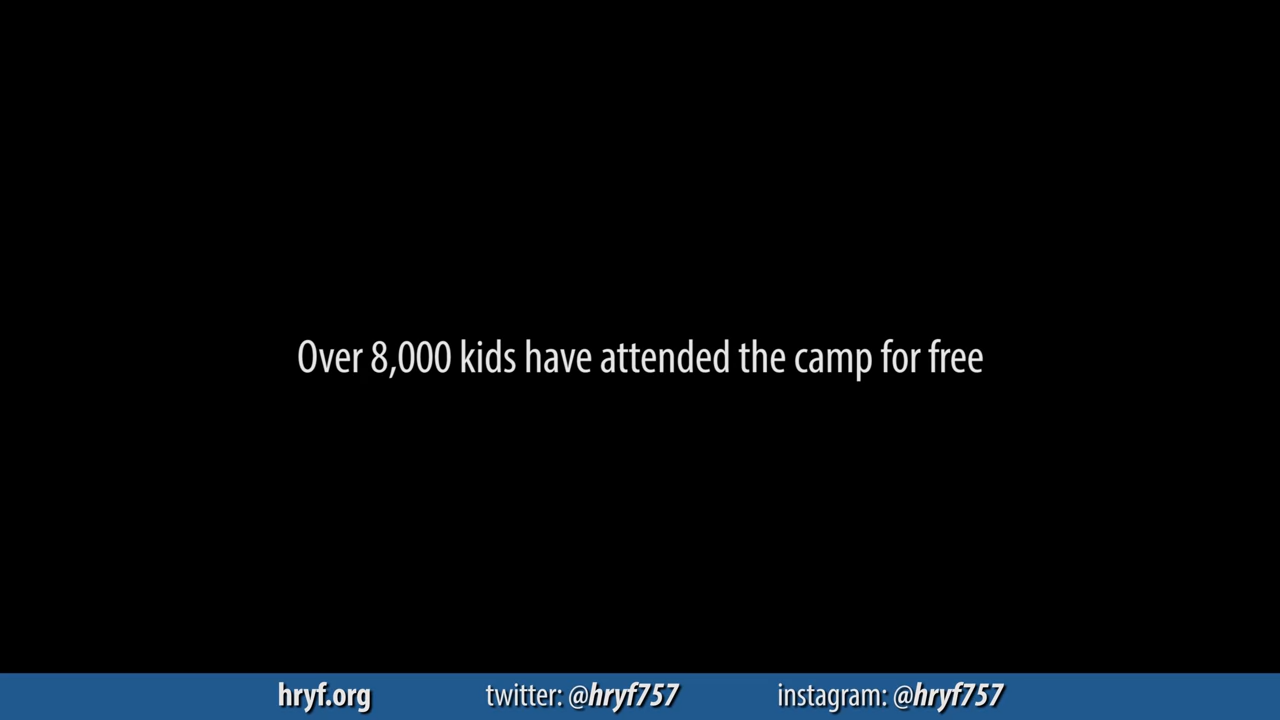 Over 8,000 kids have attended the camp for free
hryf.org twitter: @hryf757 instagram: @hryf757